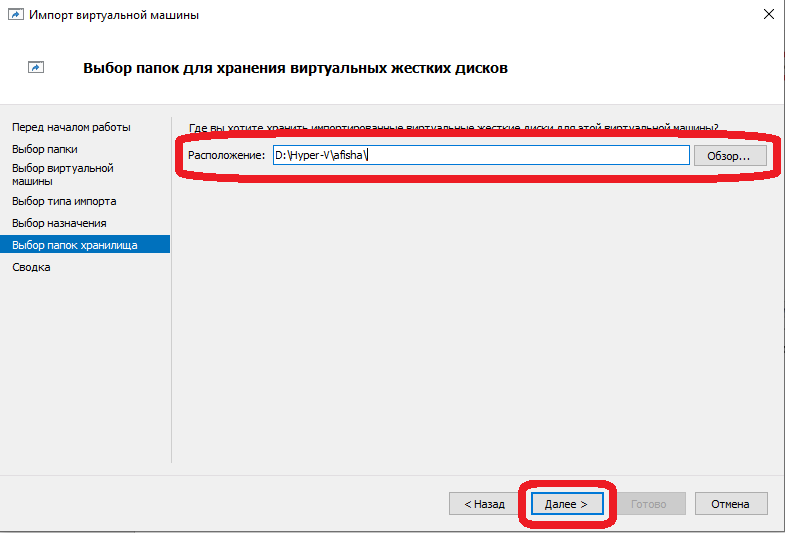 Импорт виртуальной машины
Выбор папок для хранения виртуальных жестких дисков
Перед началом работы
Выбор папки
Выбор виртуальной
машины
Выбор типа импорта
Выбор назначения
Выбор папок хранилища
Сводка
Где вы хотите хранить импортированные виртуальные жесткие диски для этой виртуальной машины?
Расположение: D:\Hyper-V\afisha\ Обзор...
< Назад Далее > Готово Отмена